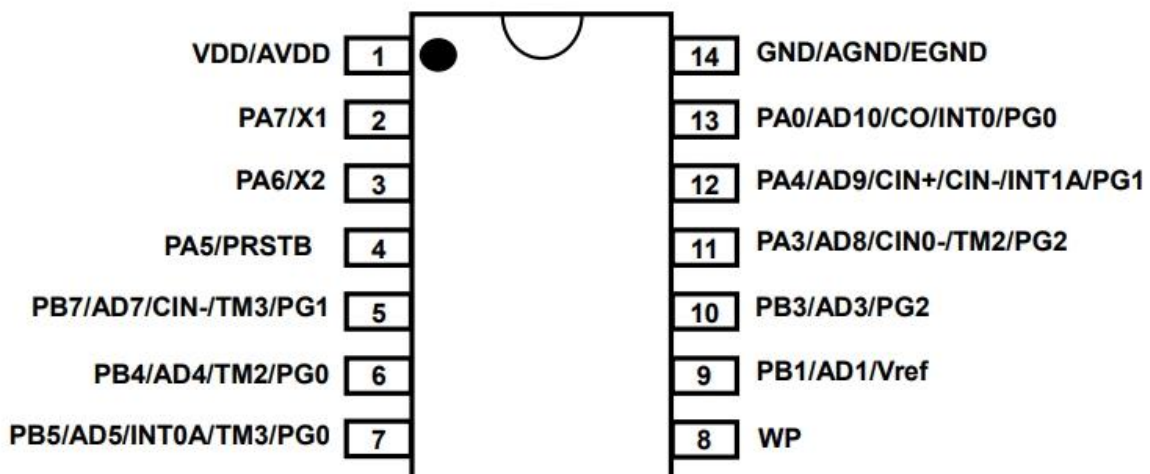 VDD/AVDD 1 14 GND/AGND/EGND
PA7/X1 2 13 PA0/AD10/CO/INT0/PG0
PA6/X2 3 12 PA4/AD9/CIN+/CIN-/INT1A/PG1
PA5/PRSTB 4 11 PA3/AD8/CIN0-/TM2/PG2
PB7/AD7/CIN-/TM3/PG1 5 10 PB3/AD3/PG2
PB4/AD4/TM2/PG0 6 9 PB1/AD1/Vref
PB5/AD5/INT0A/TM3/PG0 7 8 WP